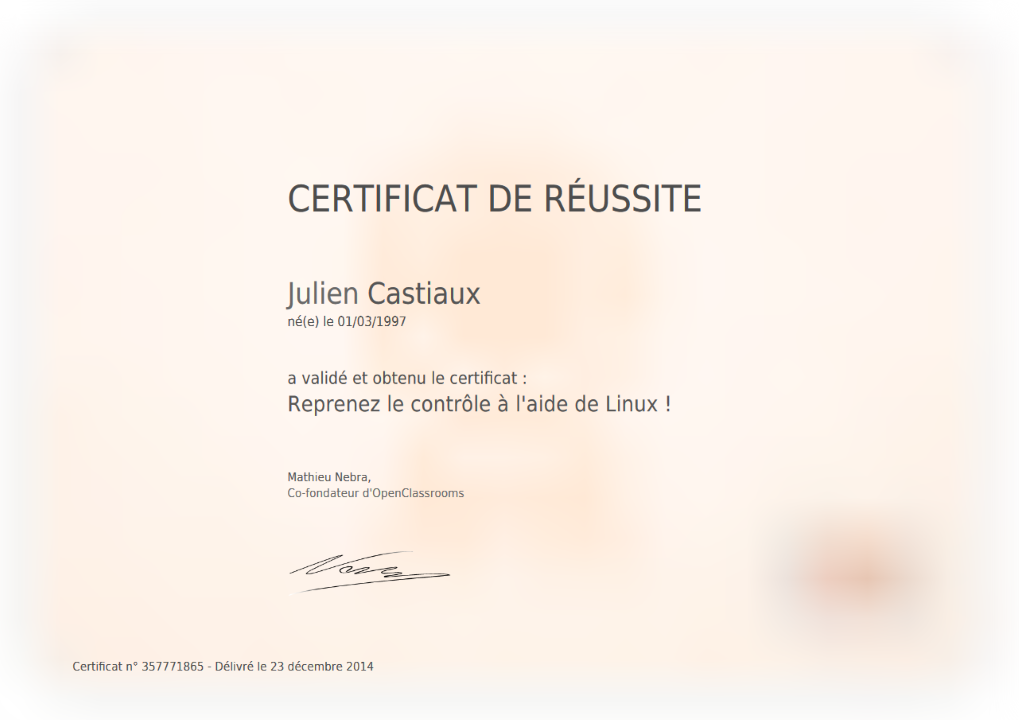 CERTIFICAT DE RÉUSSITE
Julien Castiaux
né(e) le 01/03/1997
a validé et obtenu le certificat :
Reprenez le contrôle à l'aide de Linux !
Mathieu Nebra,
Co-fondateur d'OpenClassrooms
Certificat n° 357771865 - Délivré le 23 décembre 2014